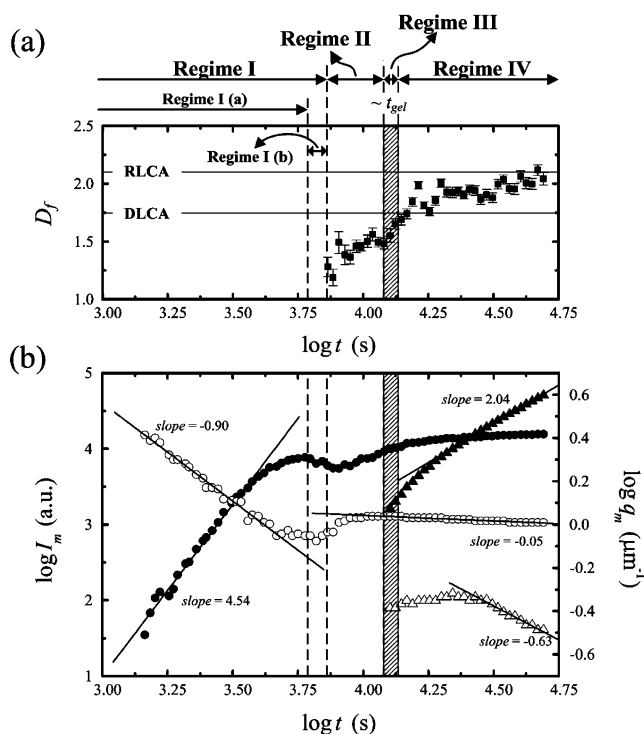 (a)
Regime II
Regime III
Regime I
Regime IV
Regime I (a)
~ t_gel
Regime I (b)
2.5
2.0
1.5
1.0
D_f
RLCA
DLCA
3.00 3.25 3.50 3.75 4.00 4.25 4.50 4.75
log t (s)
(b)
5
4
3
2
1
log I_m (a.u.)
slope = -0.90
slope = 2.04
slope = 4.54
slope = -0.05
slope = -0.63
0.6
0.4
0.2
0.0
-0.2
-0.4
-0.6
log q_m (μm^-1)
3.00 3.25 3.50 3.75 4.00 4.25 4.50 4.75
log t (s)